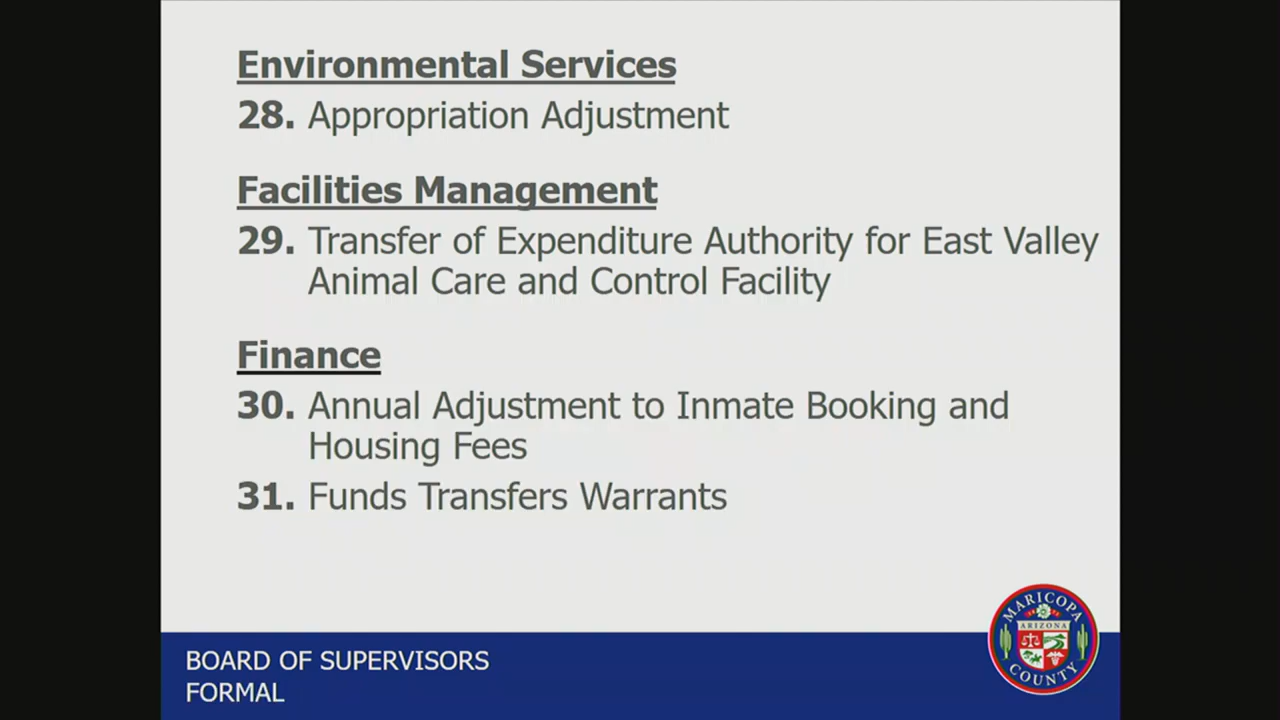 Environmental Services
28. Appropriation Adjustment
Facilities Management
29. Transfer of Expenditure Authority for East Valley
Animal Care and Control Facility
Finance
30. Annual Adjustment to Inmate Booking and
Housing Fees
31. Funds Transfers Warrants
BOARD OF SUPERVISORS
FORMAL
MARICOPA
ARIZONA
COUNTY